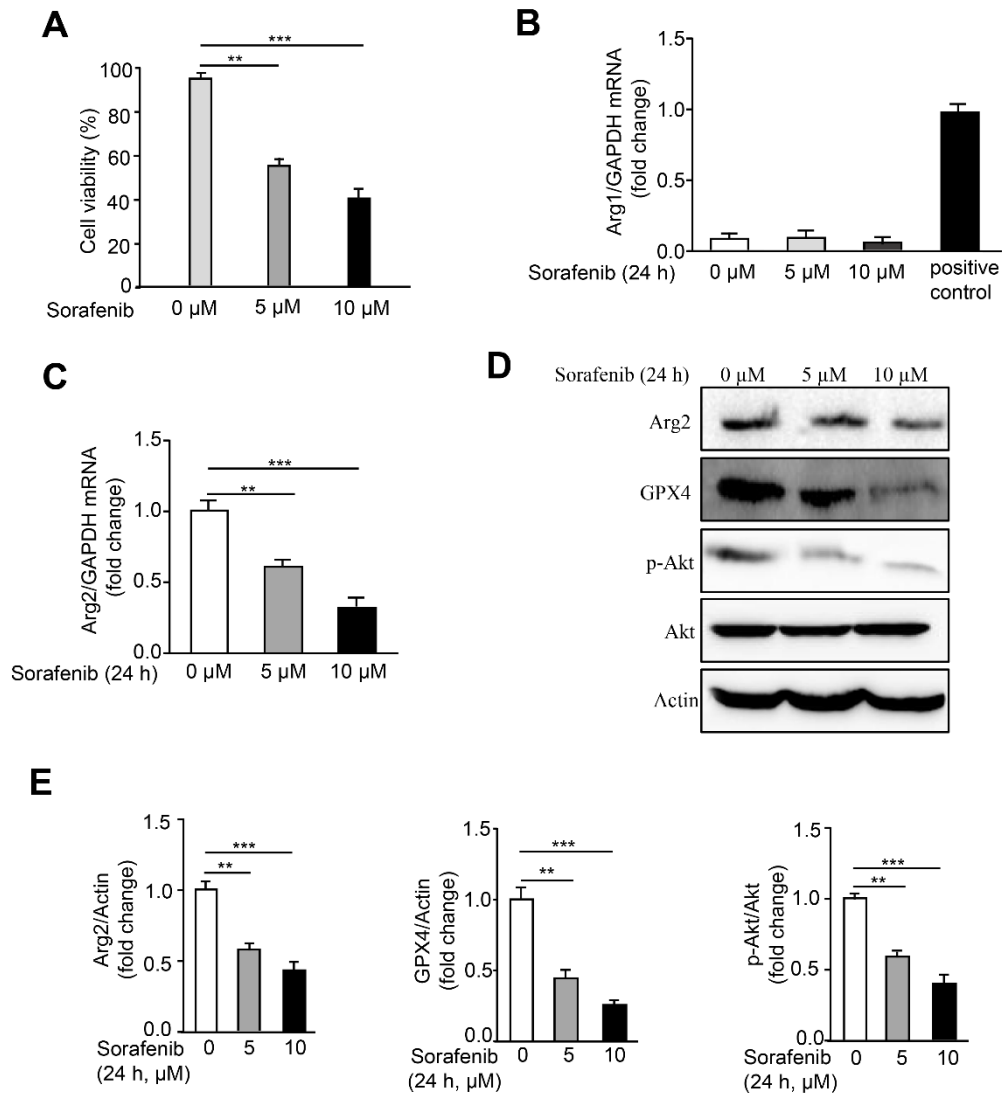 A
***
**
100
80
60
40
20
0
Cell viability (%)
Sorafenib 0 µM 5 µM 10 µM
B
1.5
1.0
0.5
0.0
Arg1/GAPDH mRNA
(fold change)
Sorafenib (24 h) 0 µM 5 µM 10 µM positive
control
C
1.5
1.0
0.5
0.0
***
**
Arg2/GAPDH mRNA
(fold change)
Sorafenib (24 h) 0 µM 5 µM 10 µM
D
Sorafenib (24 h) 0 µM 5 µM 10 µM
Arg2
GPX4
p-Akt
Akt
Actin
E
1.5
1.0
0.5
0.0
***
**
Arg2/Actin
(fold change)
Sorafenib 0 5 10
(24 h, µM)
1.5
1.0
0.5
0.0
***
**
GPX4/Actin
(fold change)
Sorafenib 0 5 10
(24 h, µM)
1.5
1.0
0.5
0.0
***
**
p-Akt/Akt
(fold change)
Sorafenib 0 5 10
(24 h, µM)